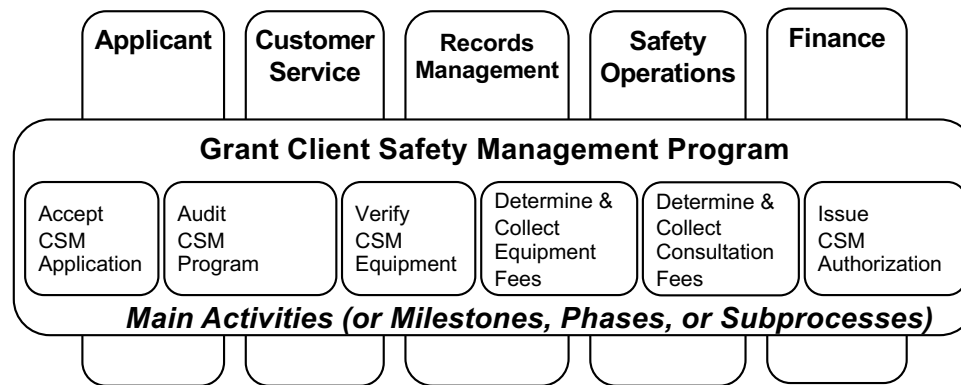 Applicant
Customer
Service
Records
Management
Safety
Operations
Finance
Grant Client Safety Management Program
Accept
CSM
Application
Audit
CSM
Program
Verify
CSM
Equipment
Determine &
Collect
Equipment
Fees
Determine &
Collect
Consultation
Fees
Issue
CSM
Authorization
Main Activities (or Milestones, Phases, or Subprocesses)